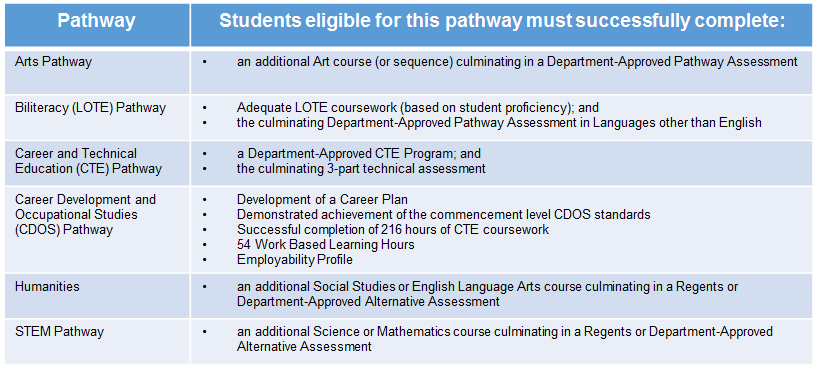 Pathway
Students eligible for this pathway must successfully complete:
Arts Pathway
• an additional Art course (or sequence) culminating in a Department-Approved Pathway Assessment
Biliteracy (LOTE) Pathway
• Adequate LOTE coursework (based on student proficiency); and
• the culminating Department-Approved Pathway Assessment in Languages other than English
Career and Technical
Education (CTE) Pathway
• a Department-Approved CTE Program; and
• the culminating 3-part technical assessment
Career Development and
Occupational Studies
(CDOS) Pathway
• Development of a Career Plan
• Demonstrated achievement of the commencement level CDOS standards
• Successful completion of 216 hours of CTE coursework
• 54 Work Based Learning Hours
• Employability Profile
Humanities
• an additional Social Studies or English Language Arts course culminating in a Regents or
Department-Approved Alternative Assessment
STEM Pathway
• an additional Science or Mathematics course culminating in a Regents or Department-Approved
Alternative Assessment